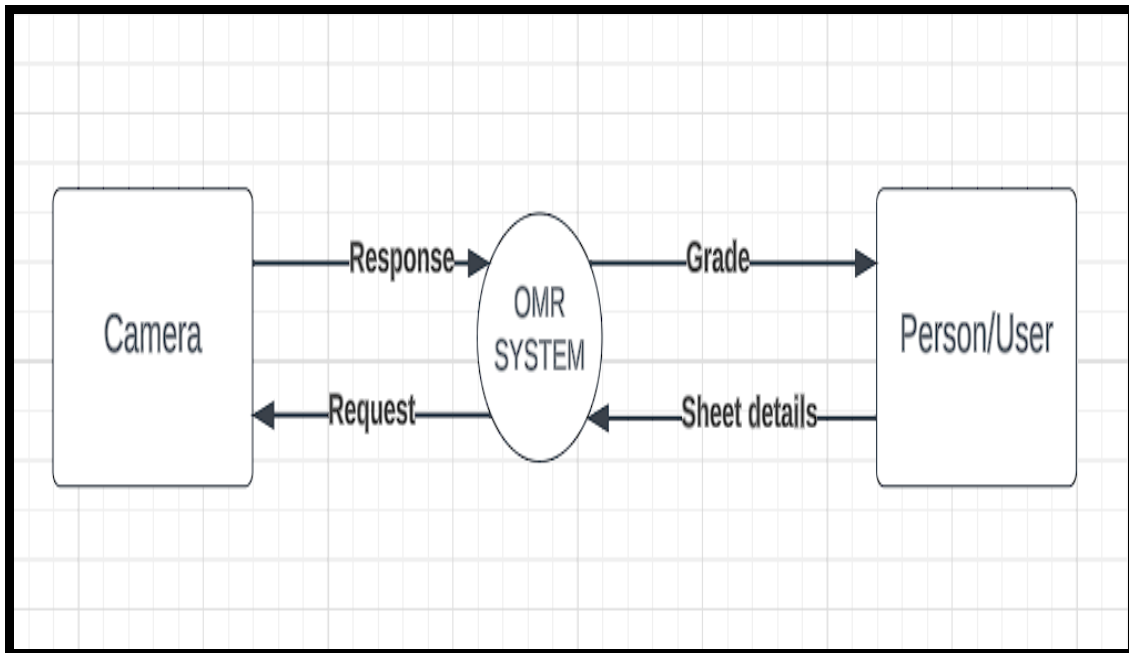 Response
Grade
OMR
SYSTEM
Camera
Person/User
Request
Sheet details